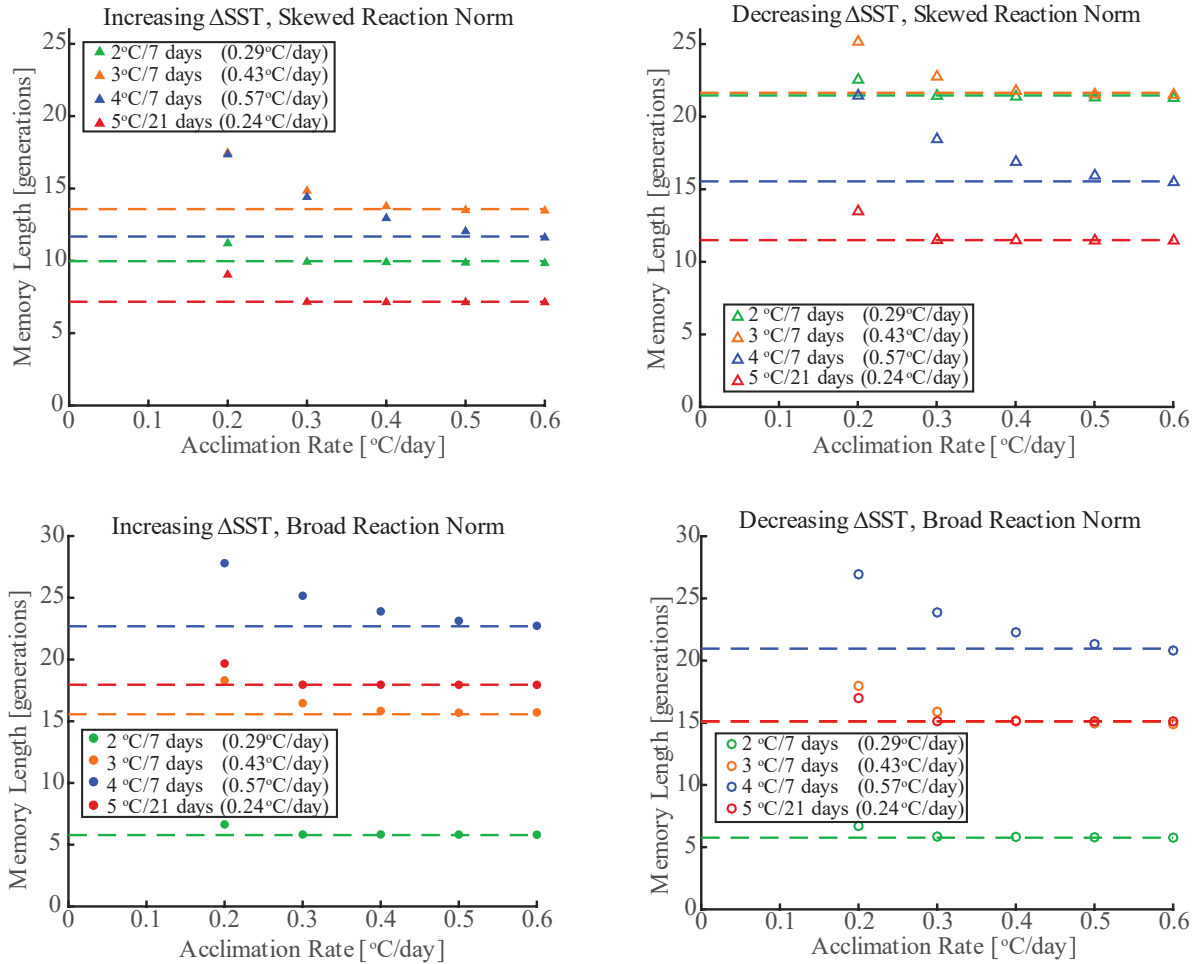 Increasing ΔSST, Skewed Reaction Norm
25
20
15
10
5
0
Memory Length [generations]
2°C/7 days (0.29°C/day)
3°C/7 days (0.43°C/day)
4°C/7 days (0.57°C/day)
5°C/21 days (0.24°C/day)
0 0.1 0.2 0.3 0.4 0.5 0.6
Acclimation Rate [°C/day]
Decreasing ΔSST, Skewed Reaction Norm
25
20
15
10
5
0
Memory Length [generations]
2 °C/7 days (0.29°C/day)
3 °C/7 days (0.43°C/day)
4 °C/7 days (0.57°C/day)
5 °C/21 days (0.24°C/day)
0 0.1 0.2 0.3 0.4 0.5 0.6
Acclimation Rate [°C/day]
Increasing ΔSST, Broad Reaction Norm
30
25
20
15
10
5
0
Memory Length [generations]
2 °C/7 days (0.29°C/day)
3 °C/7 days (0.43°C/day)
4 °C/7 days (0.57°C/day)
5 °C/21 days (0.24°C/day)
0 0.1 0.2 0.3 0.4 0.5 0.6
Acclimation Rate [°C/day]
Decreasing ΔSST, Broad Reaction Norm
30
25
20
15
10
5
0
Memory Length [generations]
2 °C/7 days (0.29°C/day)
3 °C/7 days (0.43°C/day)
4 °C/7 days (0.57°C/day)
5 °C/21 days (0.24°C/day)
0 0.1 0.2 0.3 0.4 0.5 0.6
Acclimation Rate [°C/day]